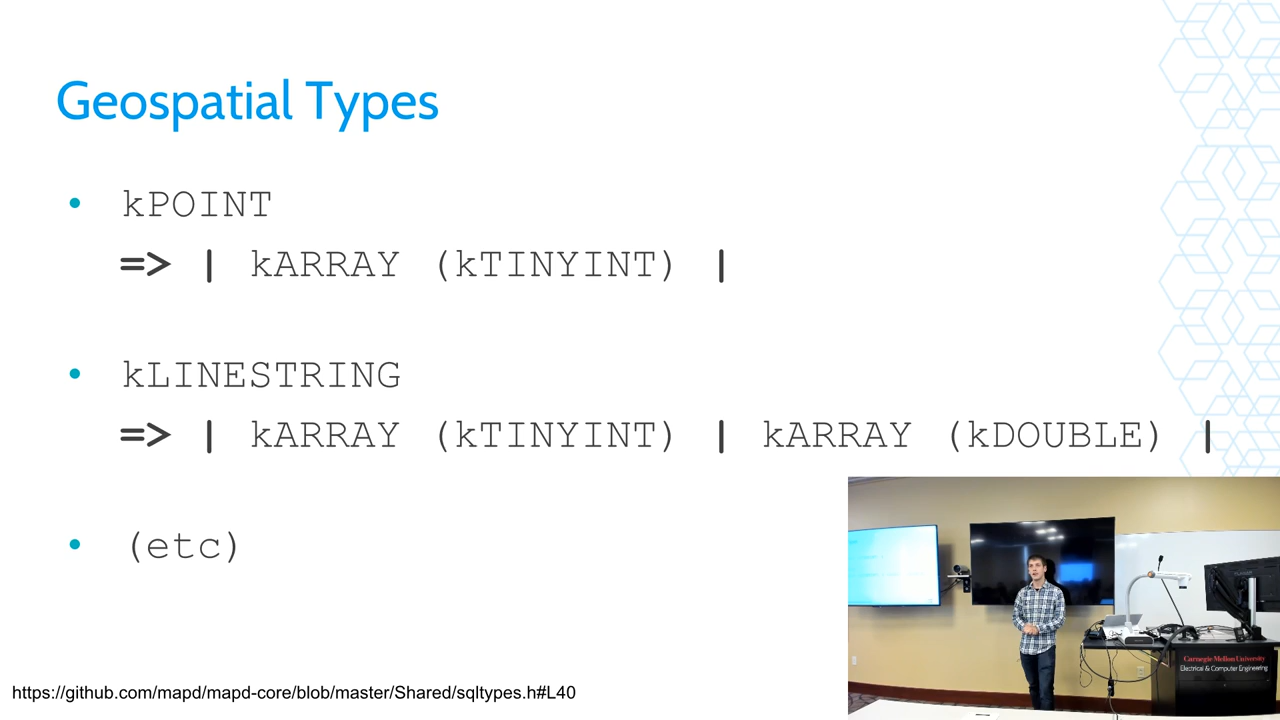 Geospatial Types
• kPOINT
=> | kARRAY (kTINYINT) |
• kLINESTRING
=> | kARRAY (kTINYINT) | kARRAY (kDOUBLE) |
• (etc)
Carnegie Mellon University
Electrical & Computer Engineering
https://github.com/mapd/mapd-core/blob/master/Shared/sqltypes.h#L40